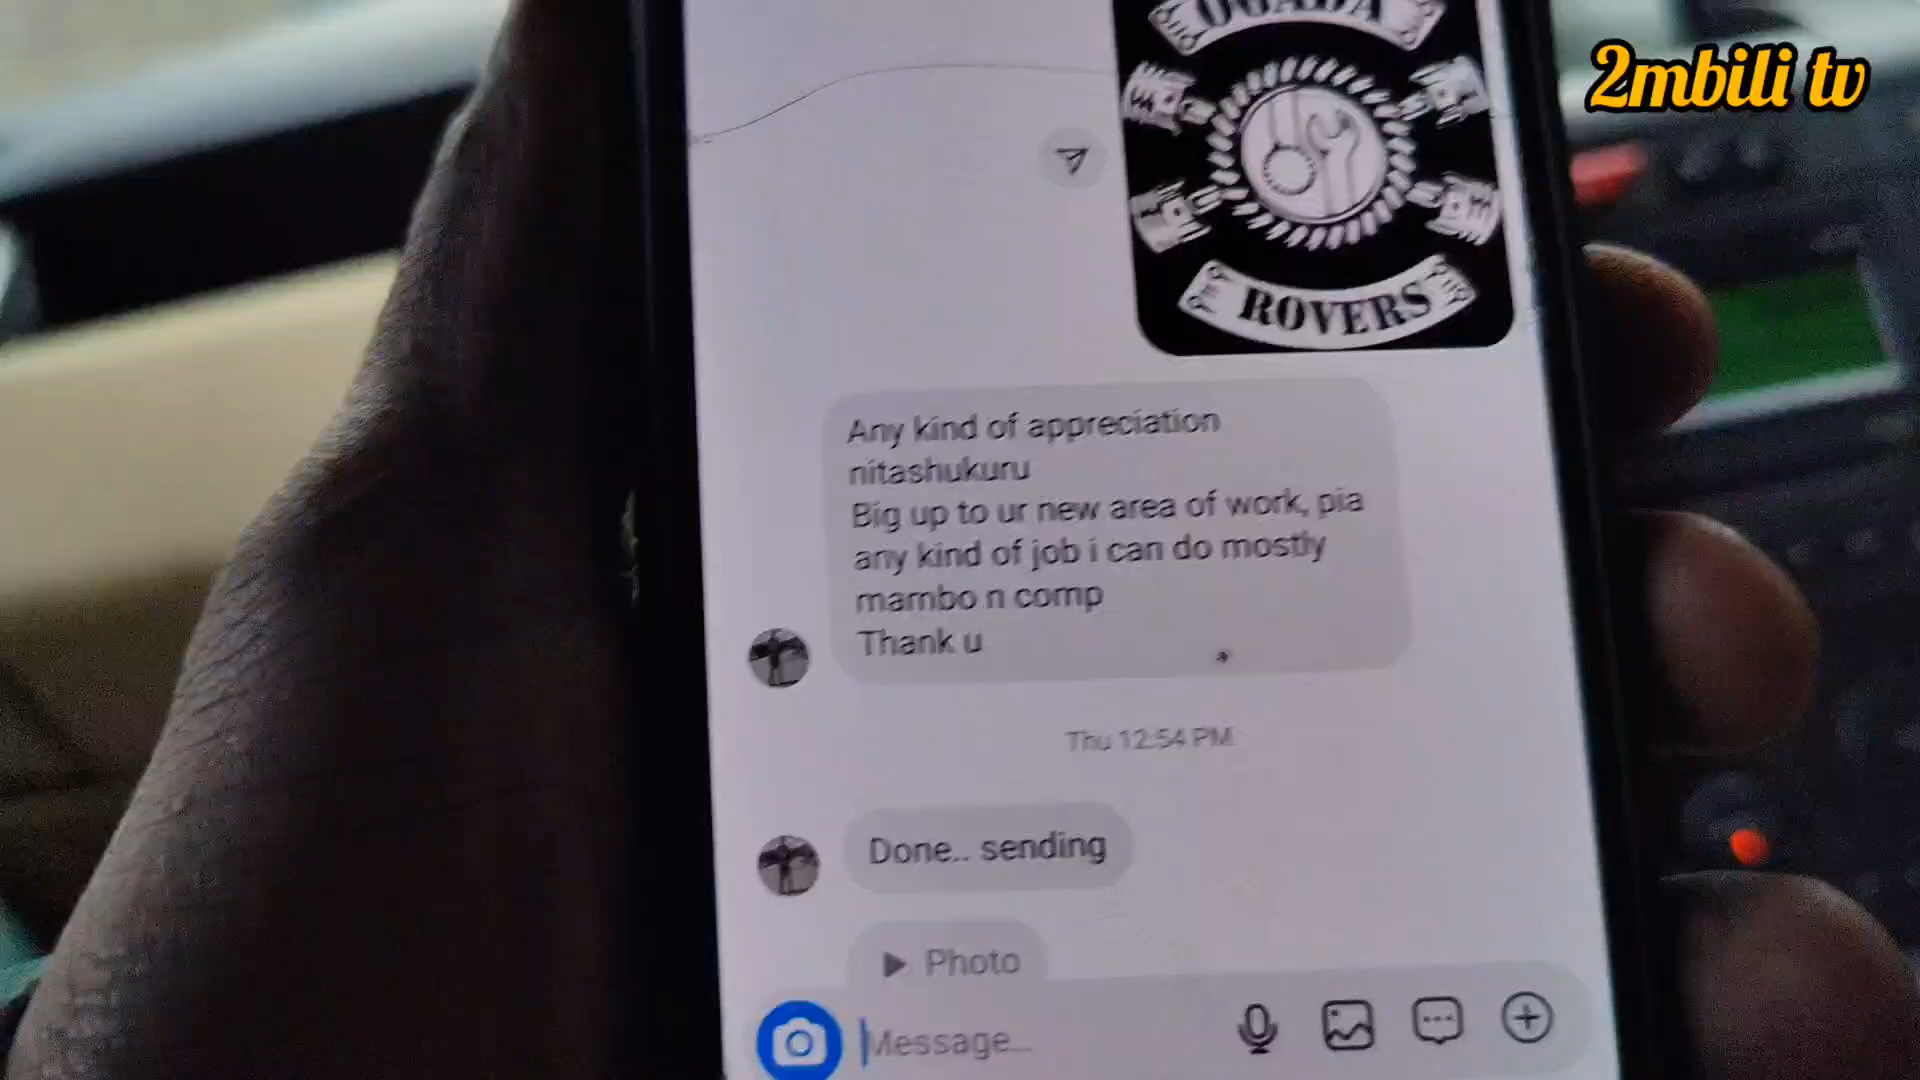 2mbili tv
ROVERS
Any kind of appreciation
nitashukuru
Big up to ur new area of work, pia
any kind of job i can do mostly
mambo n comp
Thank u
Thu 12:54 PM
Done.. sending
Photo
Message...